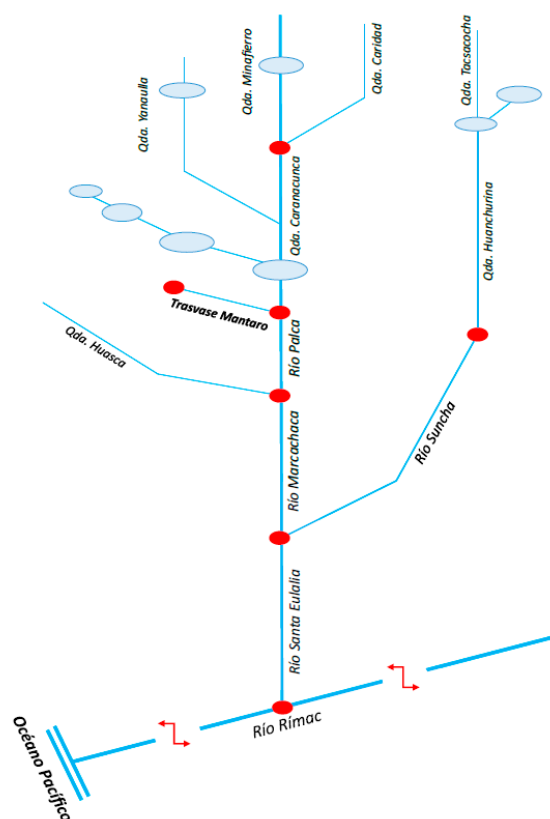 Qda. Yanaulla
Qda. Minafierro
Qda. Caridad
Qda. Tacsacocha
Qda. Caranacunca
Qda. Huanchurina
Trasvase Mantaro
Río Palca
Qda. Huasca
Río Marcachaca
Río Suncha
Río Santa Eulalia
Río Rímac
Océano Pacífico